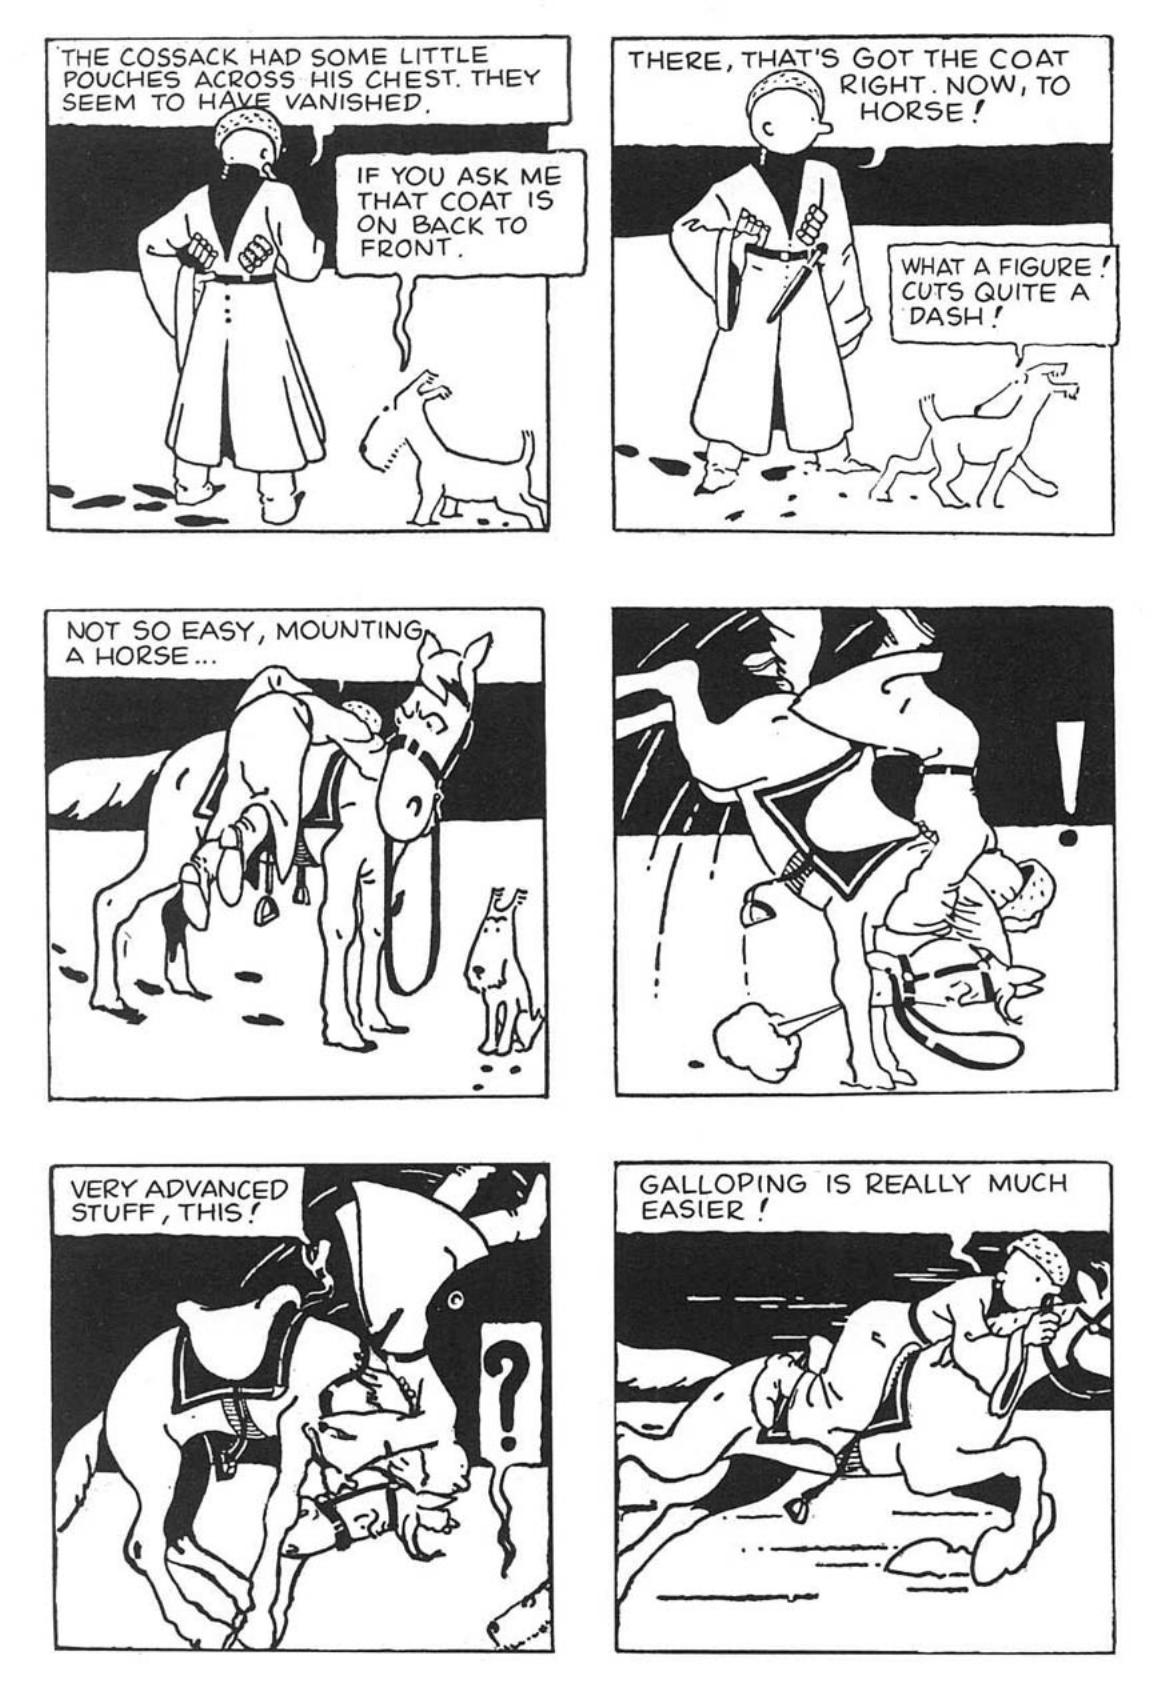 THE COSSACK HAD SOME LITTLE
POUCHES ACROSS HIS CHEST. THEY
SEEM TO HAVE VANISHED.
IF YOU ASK ME
THAT COAT IS
ON BACK TO
FRONT.
THERE, THAT'S GOT THE COAT
RIGHT. NOW, TO
HORSE!
WHAT A FIGURE!
CUTS QUITE A
DASH!
NOT SO EASY, MOUNTING
A HORSE...
!
VERY ADVANCED
STUFF, THIS!
?
GALLOPING IS REALLY MUCH
EASIER!